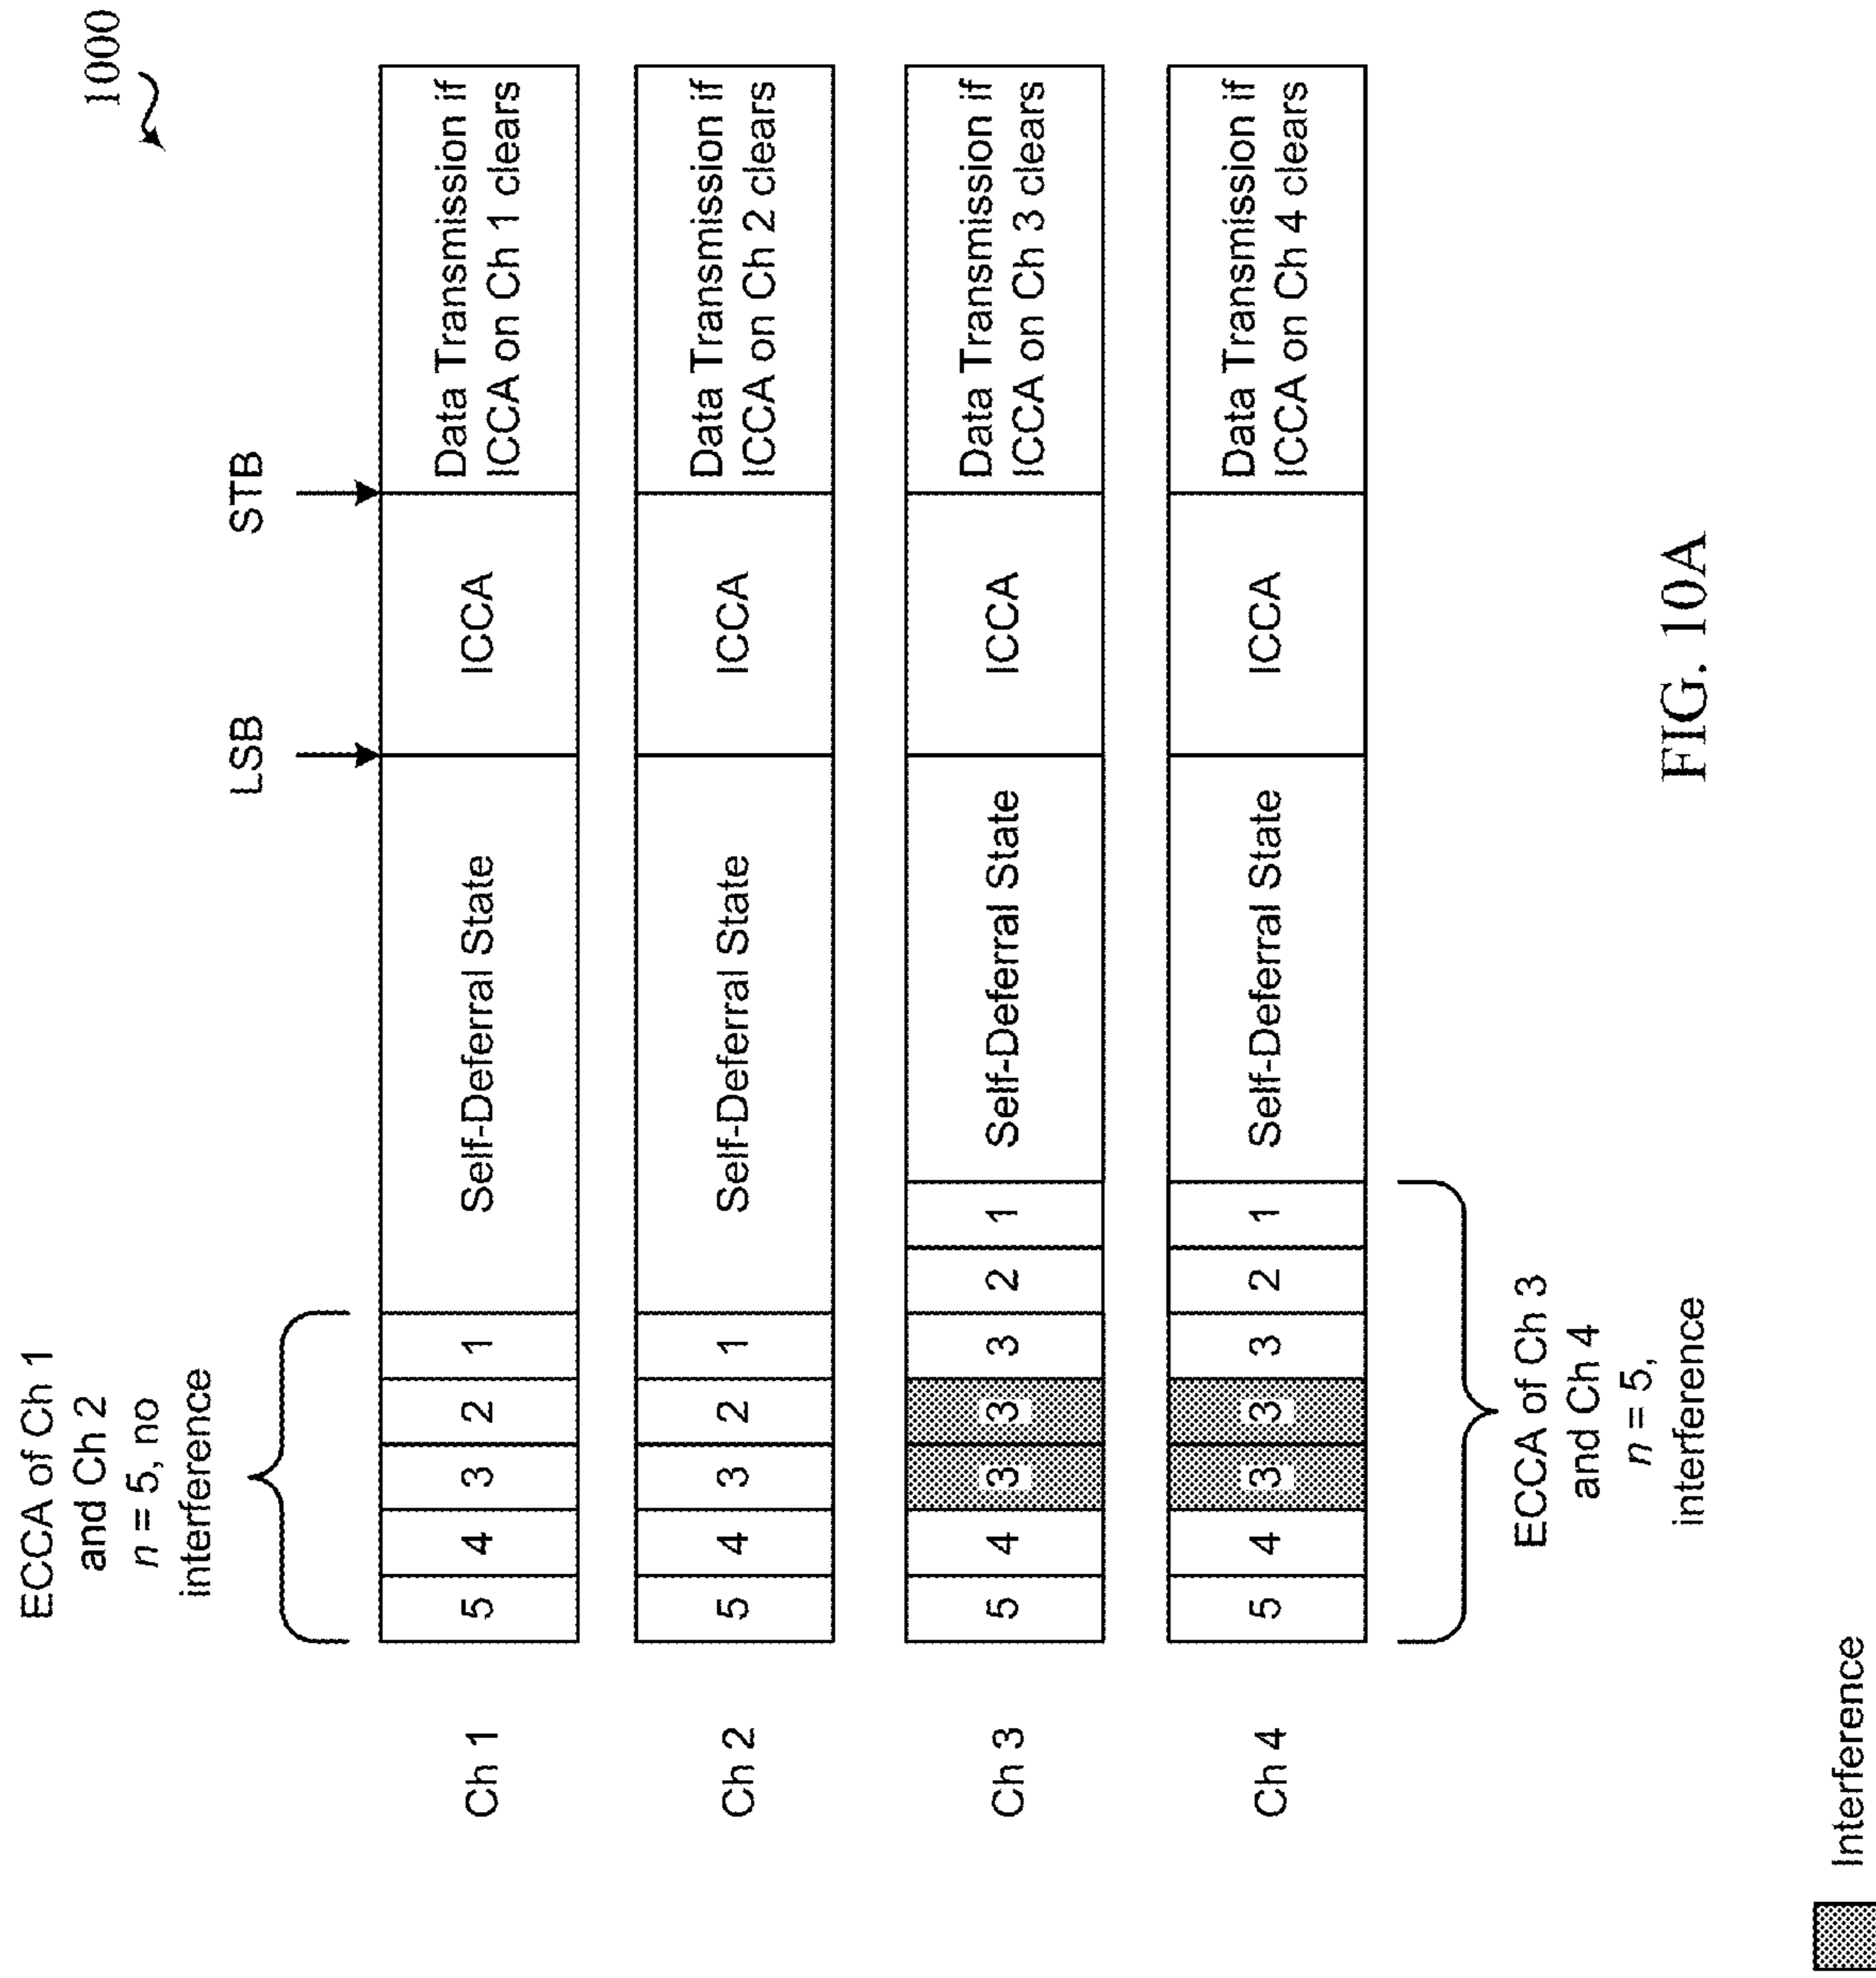 1000
ECCA of Ch 1
and Ch 2
n = 5, no
interference
LSB
STB
Ch 1
5 4 3 2 1 Self-Deferral State ICCA Data Transmission if
ICCA on Ch 1 clears
Ch 2
5 4 3 2 1 Self-Deferral State ICCA Data Transmission if
ICCA on Ch 2 clears
Ch 3
5 4 3 3 3 2 1 Self-Deferral State ICCA Data Transmission if
ICCA on Ch 3 clears
Ch 4
5 4 3 3 3 2 1 Self-Deferral State ICCA Data Transmission if
ICCA on Ch 4 clears
ECCA of Ch 3
and Ch 4
n = 5,
interference
Interference
FIG. 10A